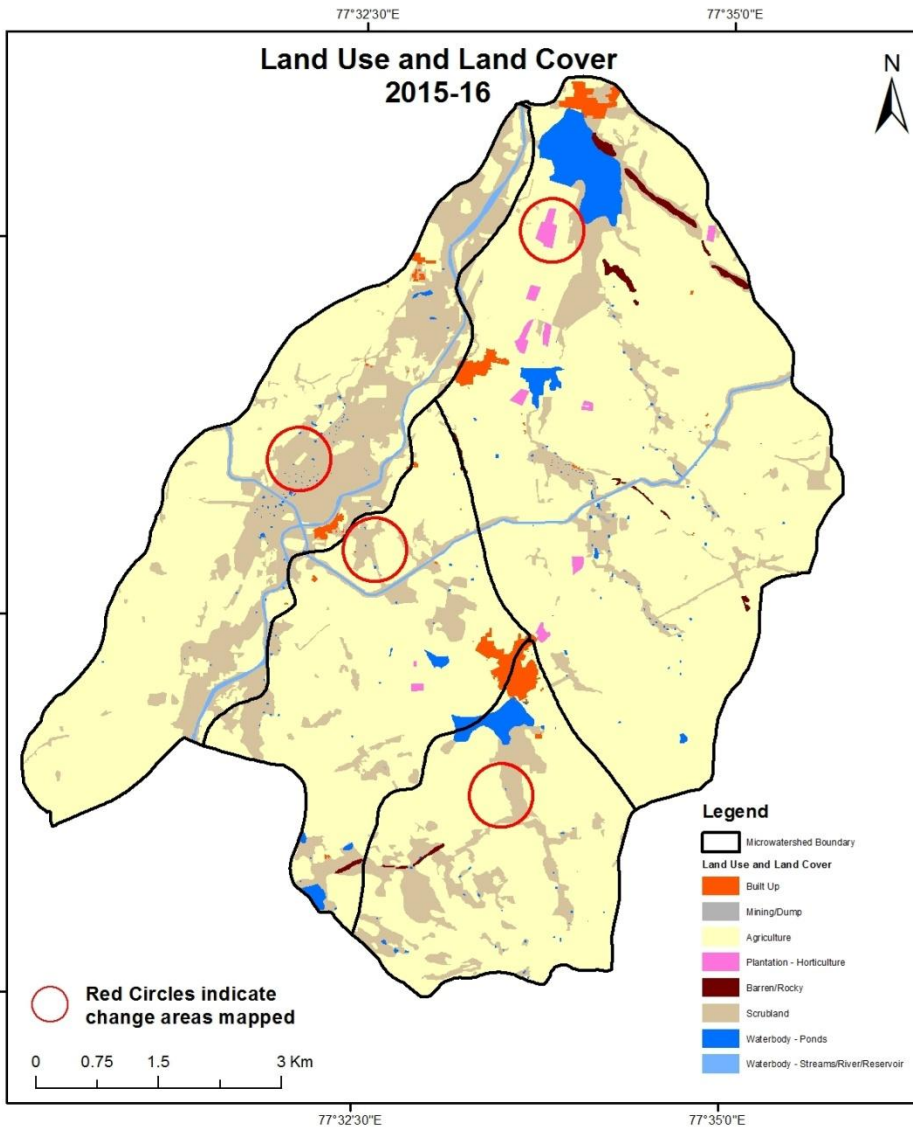 77°32'30"E
77°35'0"E
Land Use and Land Cover
2015-16
N
Legend
Microwatershed Boundary
Land Use and Land Cover
Built Up
Mining/Dump
Agriculture
Plantation - Horticulture
Barren/Rocky
Scrubland
Waterbody - Ponds
Waterbody - Streams/River/Reservoir
Red Circles indicate
change areas mapped
0 0.75 1.5 3 Km
77°32'30"E
77°35'0"E